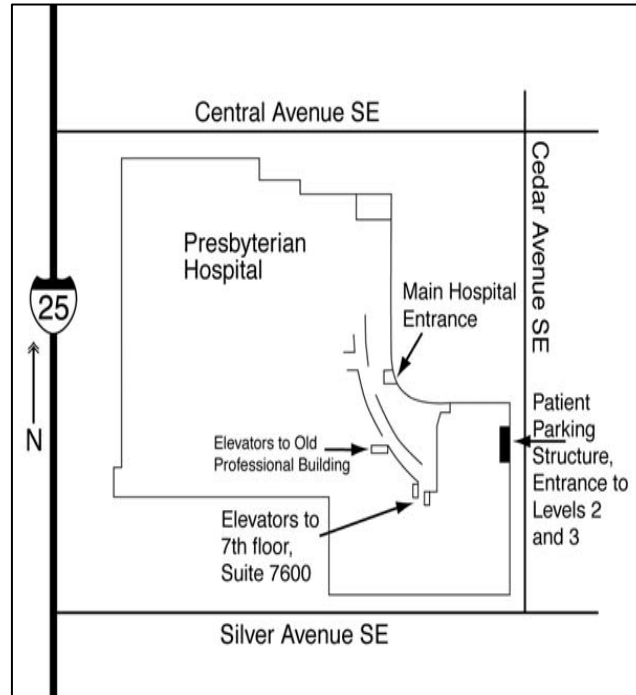 Central Avenue SE
Cedar Avenue SE
Presbyterian
Hospital
25
Main Hospital
Entrance
N
Patient
Parking
Structure,
Entrance to
Levels 2
and 3
Elevators to Old
Professional Building
Elevators to
7th floor,
Suite 7600
Silver Avenue SE